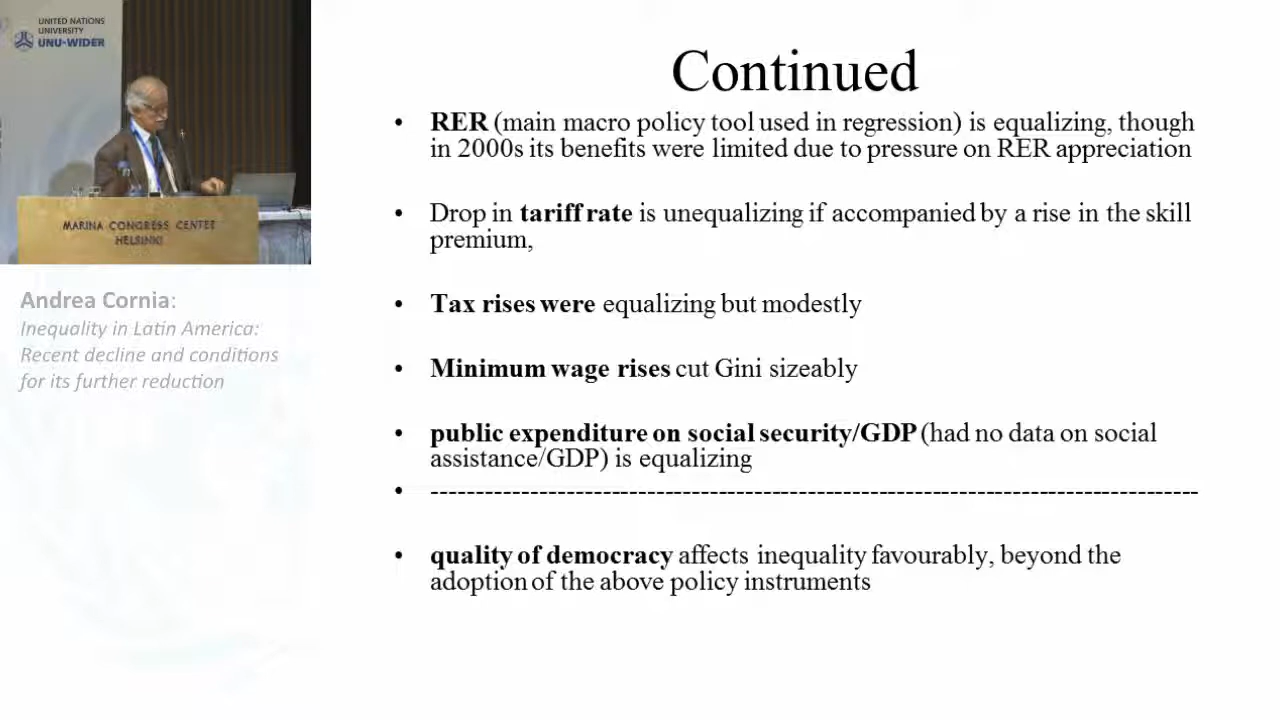 UNITED NATIONS
UNIVERSITY
UNU-WIDER
MARINA CONGRESS CENTER
HELSINKI
Andrea Cornia:
Inequality in Latin America:
Recent decline and conditions
for its further reduction
Continued
• RER (main macro policy tool used in regression) is equalizing, though
in 2000s its benefits were limited due to pressure on RER appreciation
• Drop in tariff rate is unequalizing if accompanied by a rise in the skill
premium,
• Tax rises were equalizing but modestly
• Minimum wage rises cut Gini sizeably
• public expenditure on social security/GDP (had no data on social
assistance/GDP) is equalizing
• -------------------------------------------------------------------------------------
• quality of democracy affects inequality favourably, beyond the
adoption of the above policy instruments